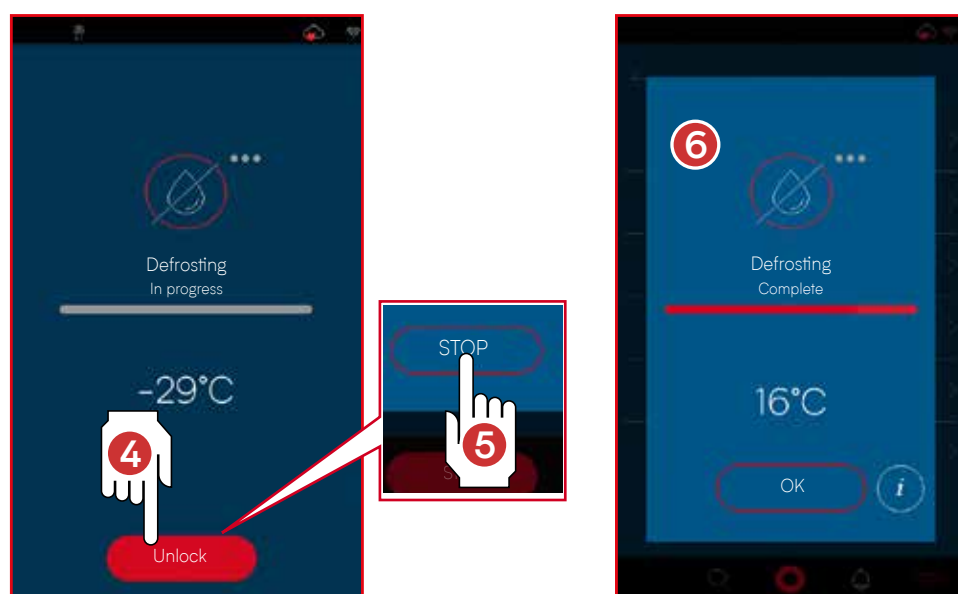 Defrosting
In progress
-29°C
4
Unlock
STOP
5
6
Defrosting
Complete
16°C
OK
i